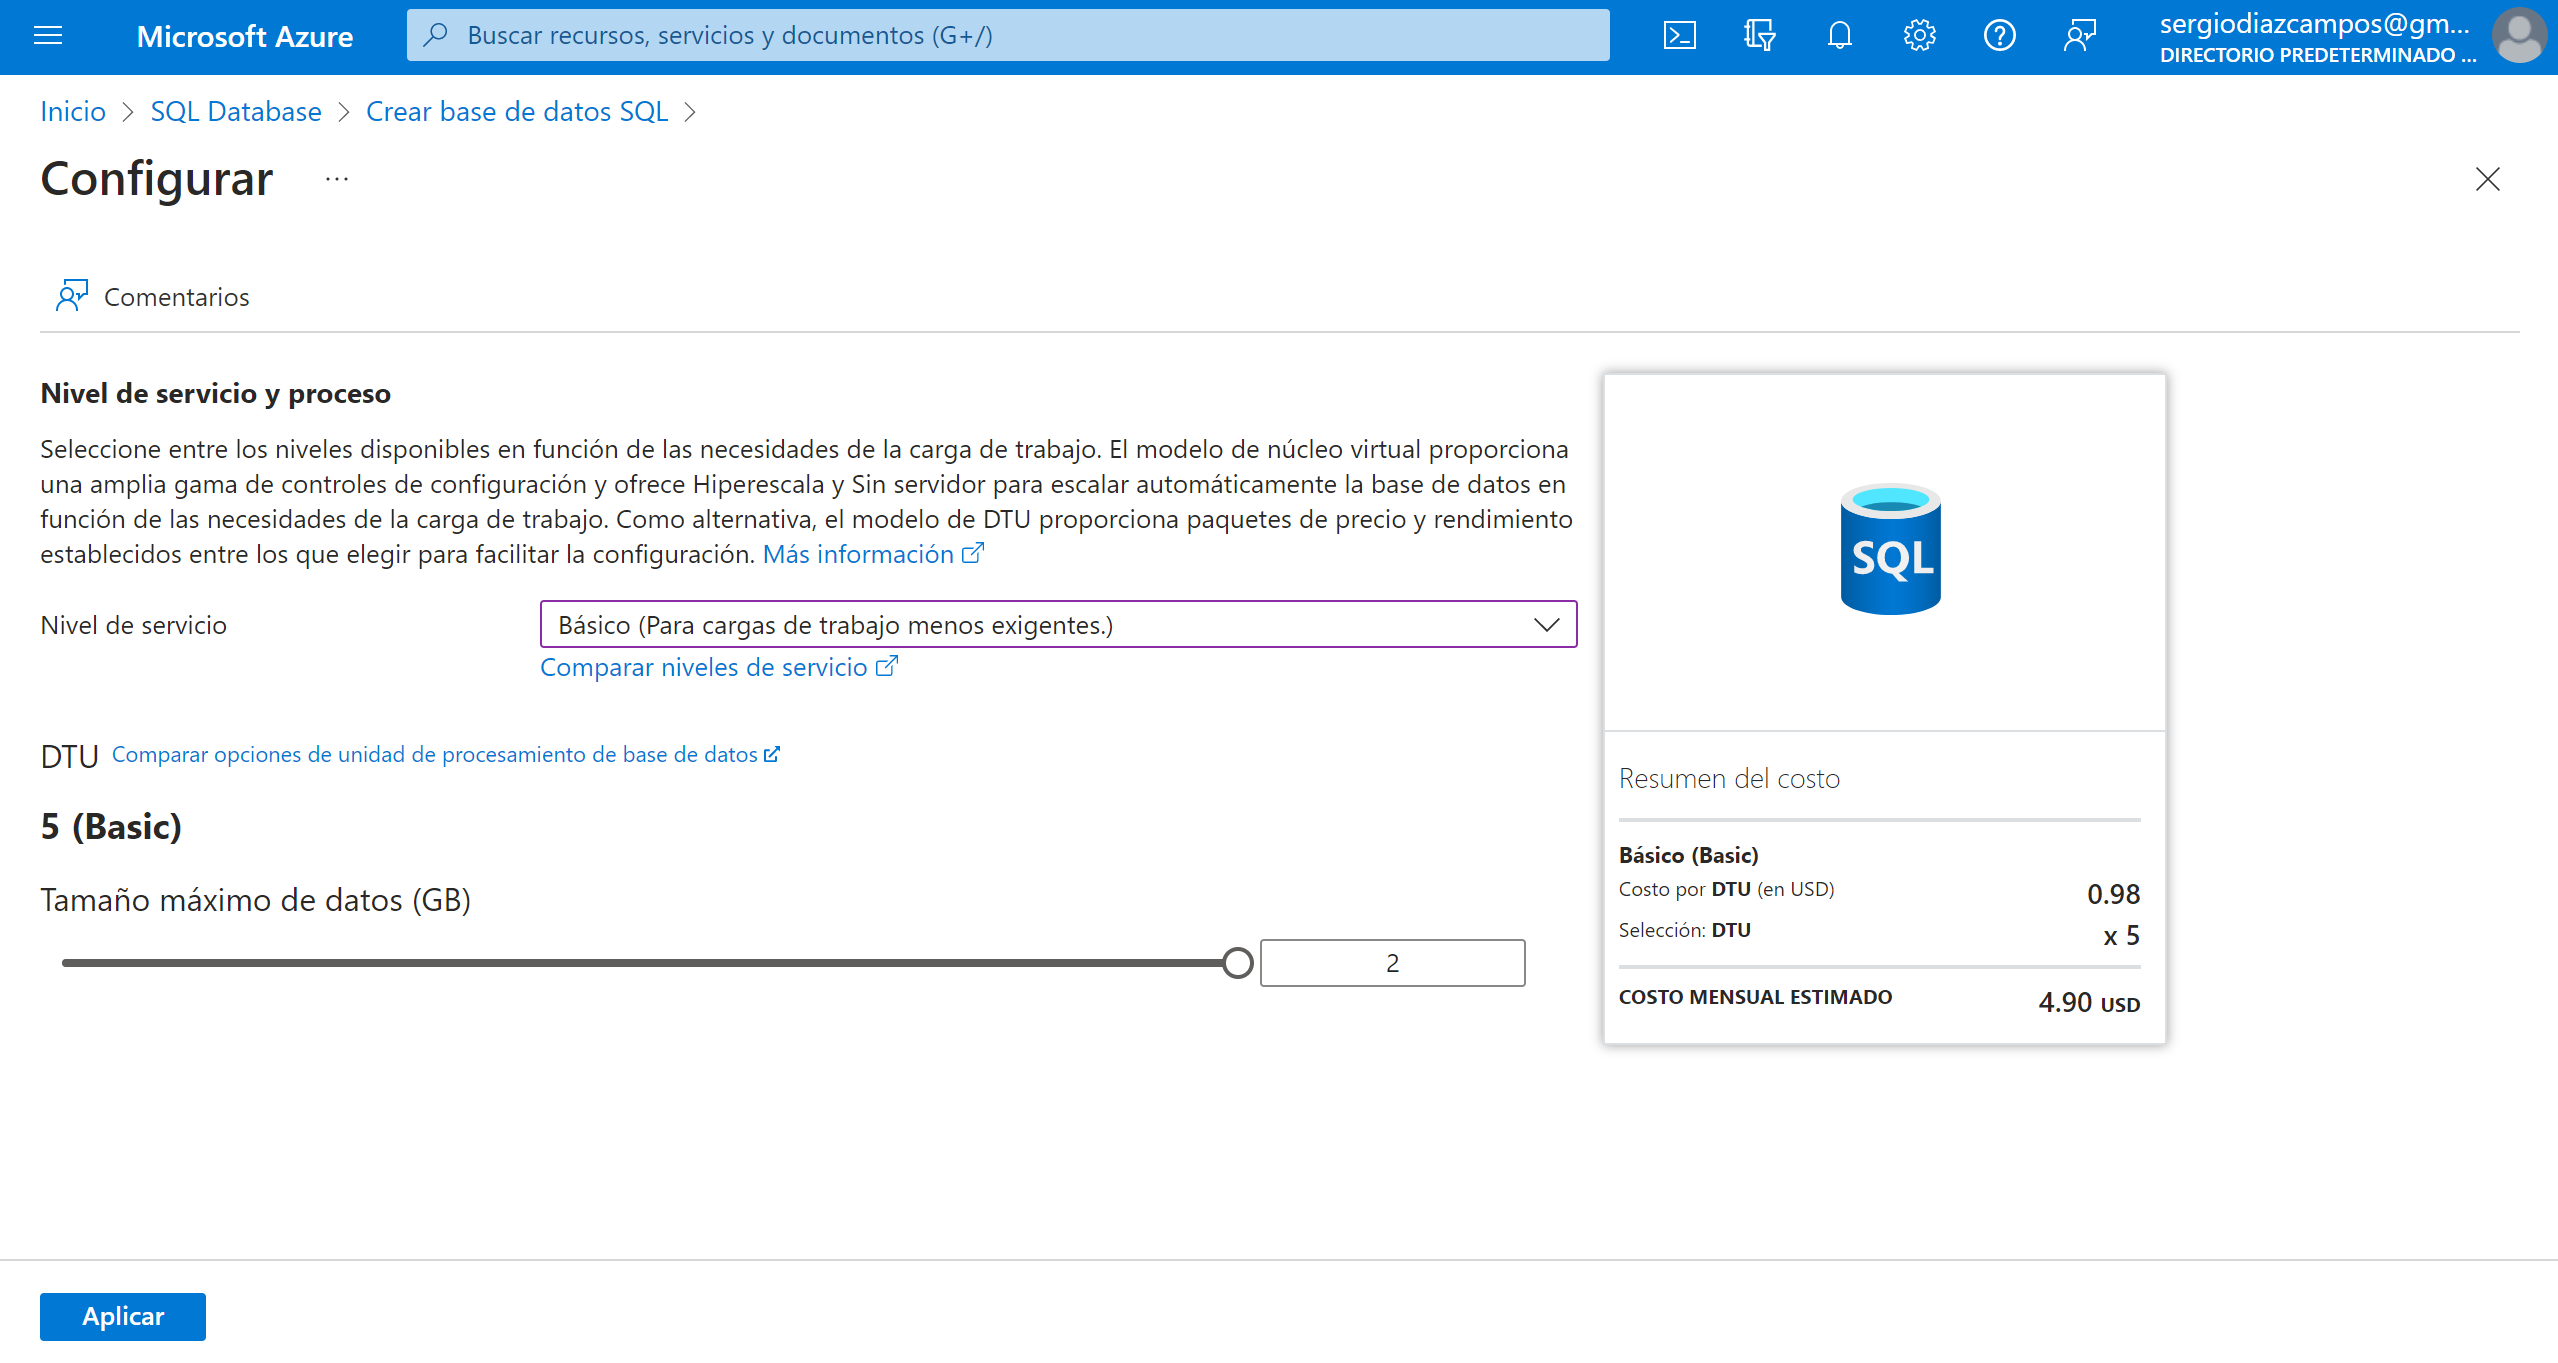 Microsoft Azure
Buscar recursos, servicios y documentos (G+/)
sergiodiazcampos@gm...
DIRECTORIO PREDETERMINADO ...
Inicio > SQL Database > Crear base de datos SQL >
Configurar ...
Comentarios
Nivel de servicio y proceso
Seleccione entre los niveles disponibles en función de las necesidades de la carga de trabajo. El modelo de núcleo virtual proporciona
una amplia gama de controles de configuración y ofrece Hiperescala y Sin servidor para escalar automáticamente la base de datos en
función de las necesidades de la carga de trabajo. Como alternativa, el modelo de DTU proporciona paquetes de precio y rendimiento
establecidos entre los que elegir para facilitar la configuración. Más información
Nivel de servicio
Básico (Para cargas de trabajo menos exigentes.)
Comparar niveles de servicio
DTU Comparar opciones de unidad de procesamiento de base de datos
5 (Basic)
Tamaño máximo de datos (GB)
2
SQL
Resumen del costo
Básico (Basic)
Costo por DTU (en USD) 0.98
Selección: DTU x 5
COSTO MENSUAL ESTIMADO 4.90 USD
Aplicar